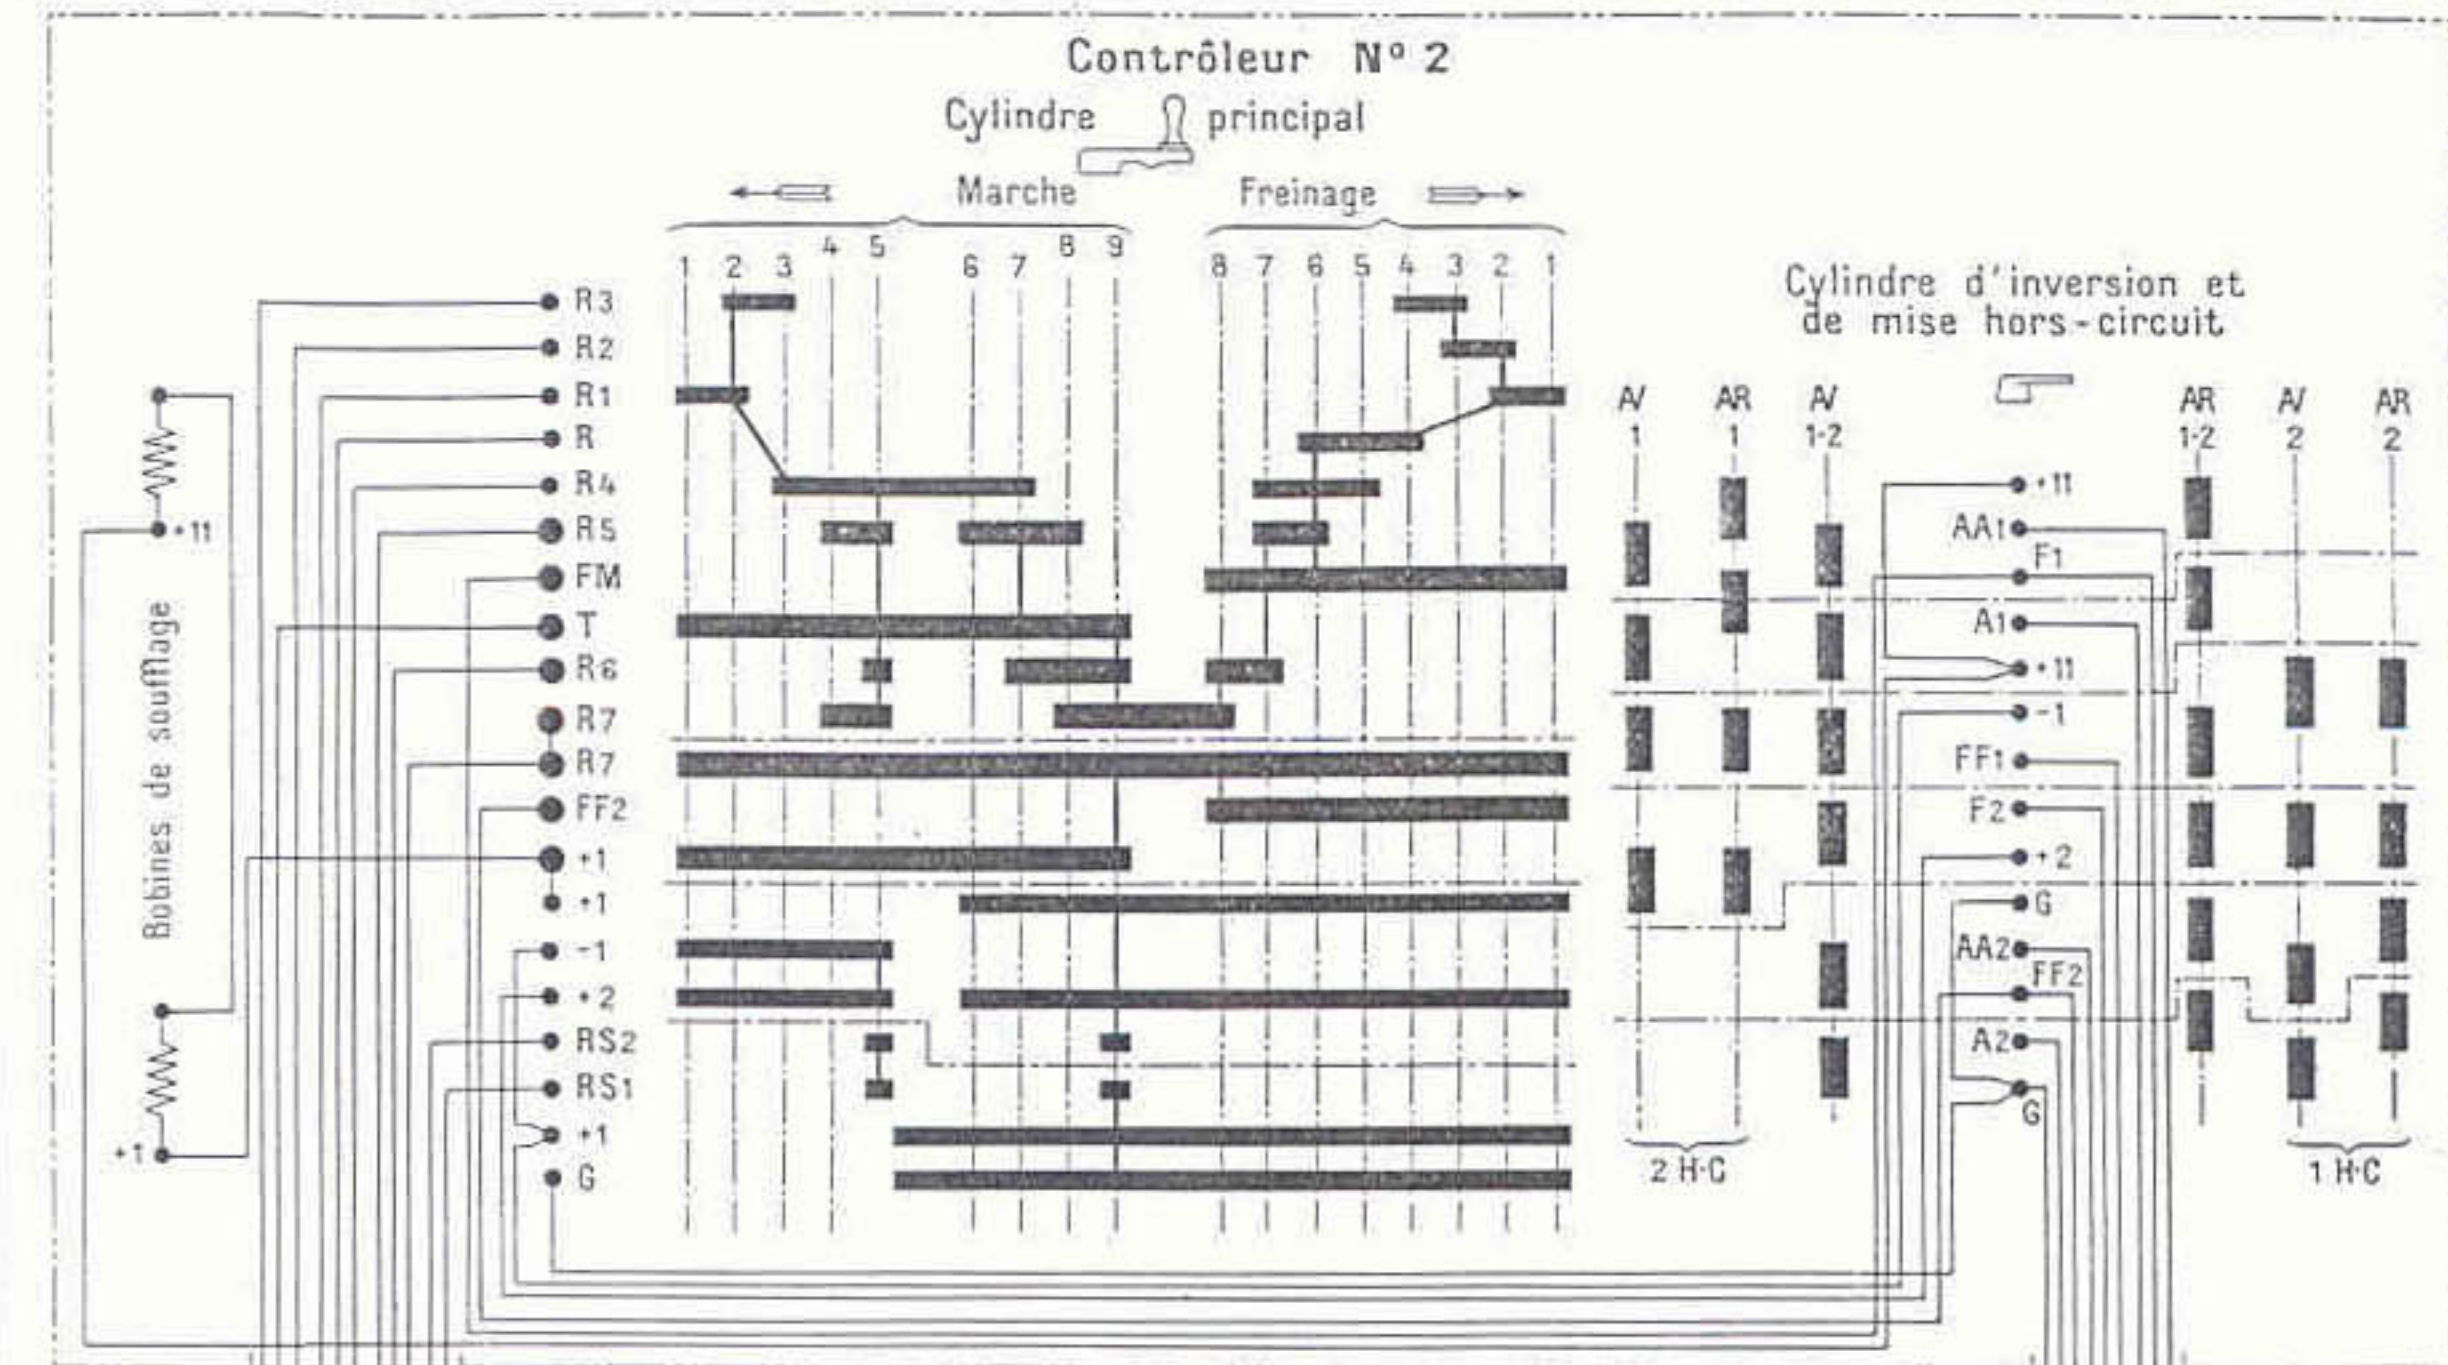 Contrôleur Nº 2
Cylindre principal
Marche Freinage
1 2 3 4 5 6 7 8 9
8 7 6 5 4 3 2 1
R3
R2
R1
R
R4
R5
FM
T
R6
R7
R7
FF2
+1
+1
-1
+2
RS2
RS1
+1
G
+11
Bobines de soufflage
+1
Cylindre d'inversion et
de mise hors-circuit
AV AR AV AR AV AR
1 1 1-2 1-2 2 2
+11
AA1
F1
A1
+11
-1
FF1
F2
+2
G
AA2
FF2
A2
G
2 H·C
1 H·C